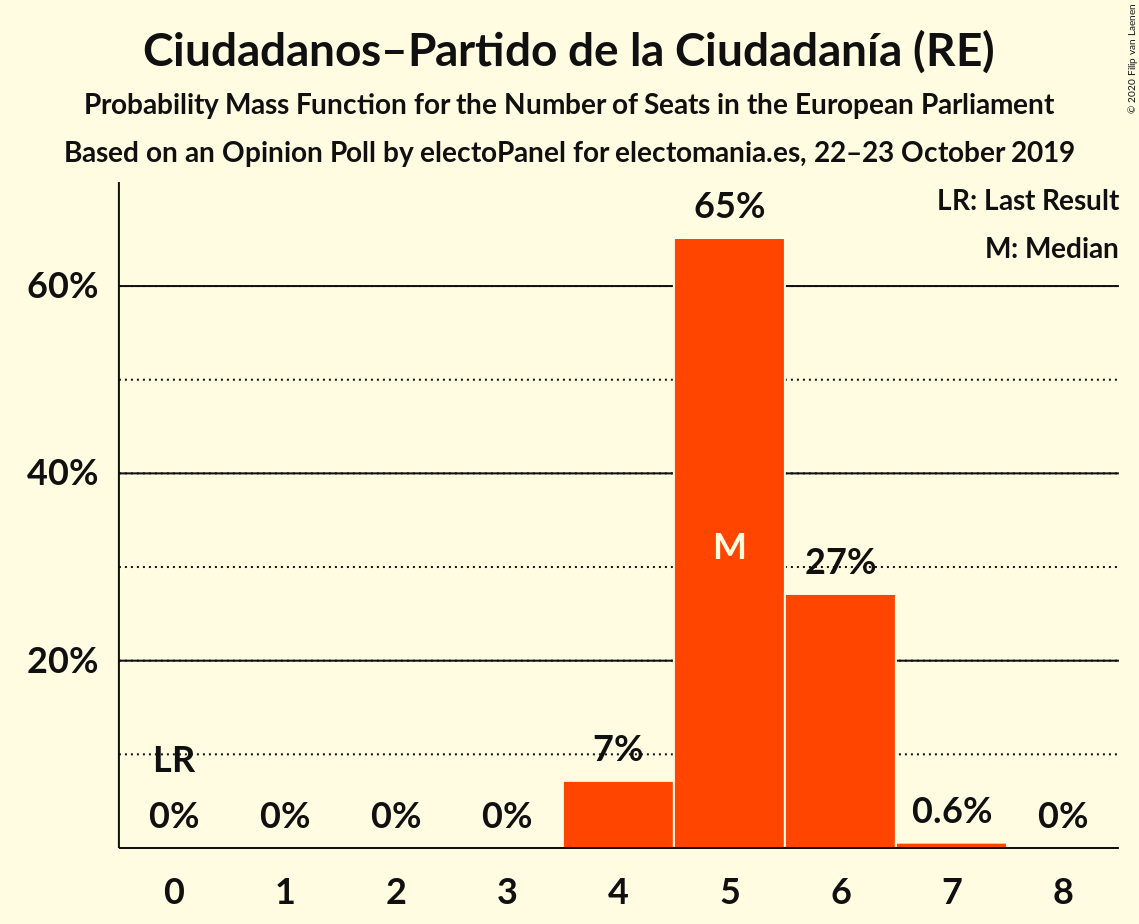 Ciudadanos–Partido de la Ciudadanía (RE)
Probability Mass Function for the Number of Seats in the European Parliament
Based on an Opinion Poll by electoPanel for electomania.es, 22–23 October 2019
© 2020 Filip van Laenen
LR: Last Result
M: Median
60%
40%
20%
LR
0%
0%
0%
0%
7%
65%
M
27%
0.6%
0%
0
1
2
3
4
5
6
7
8